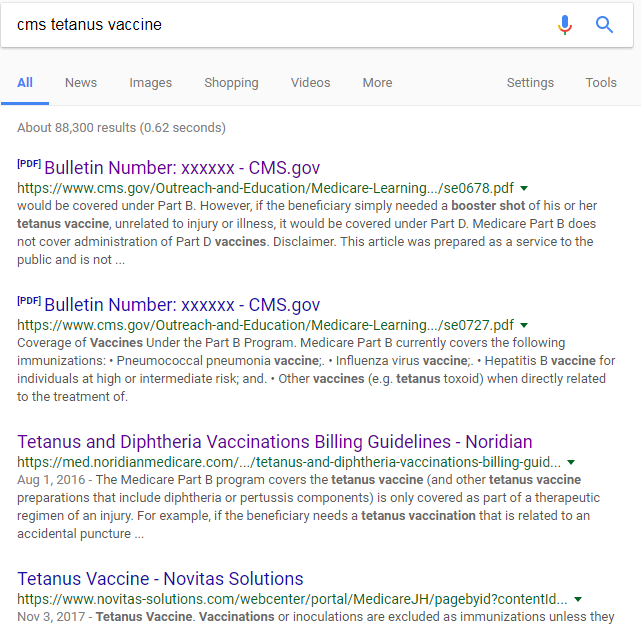 cms tetanus vaccine
All News Images Shopping Videos More Settings Tools
About 88,300 results (0.62 seconds)
[PDF] Bulletin Number: xxxxxx - CMS.gov
https://www.cms.gov/Outreach-and-Education/Medicare-Learning.../se0678.pdf
would be covered under Part B. However, if the beneficiary simply needed a booster shot of his or her
tetanus vaccine, unrelated to injury or illness, it would be covered under Part D. Medicare Part B does
not cover administration of Part D vaccines. Disclaimer. This article was prepared as a service to the
public and is not ...
[PDF] Bulletin Number: xxxxxx - CMS.gov
https://www.cms.gov/Outreach-and-Education/Medicare-Learning.../se0727.pdf
Coverage of Vaccines Under the Part B Program. Medicare Part B currently covers the following
immunizations: • Pneumococcal pneumonia vaccine;. • Influenza virus vaccine;. • Hepatitis B vaccine for
individuals at high or intermediate risk; and. • Other vaccines (e.g. tetanus toxoid) when directly related
to the treatment of.
Tetanus and Diphtheria Vaccinations Billing Guidelines - Noridian
https://med.noridianmedicare.com/.../tetanus-and-diphtheria-vaccinations-billing-guid...
Aug 1, 2016 - The Medicare Part B program covers the tetanus vaccine (and other tetanus vaccine
preparations that include diphtheria or pertussis components) is only covered as part of a therapeutic
regimen of an injury. For example, if the beneficiary needs a tetanus vaccination that is related to an
accidental puncture ...
Tetanus Vaccine - Novitas Solutions
https://www.novitas-solutions.com/webcenter/portal/MedicareJH/pagebyid?contentId...
Nov 3, 2017 - Tetanus Vaccine. Vaccinations or inoculations are excluded as immunizations unless they